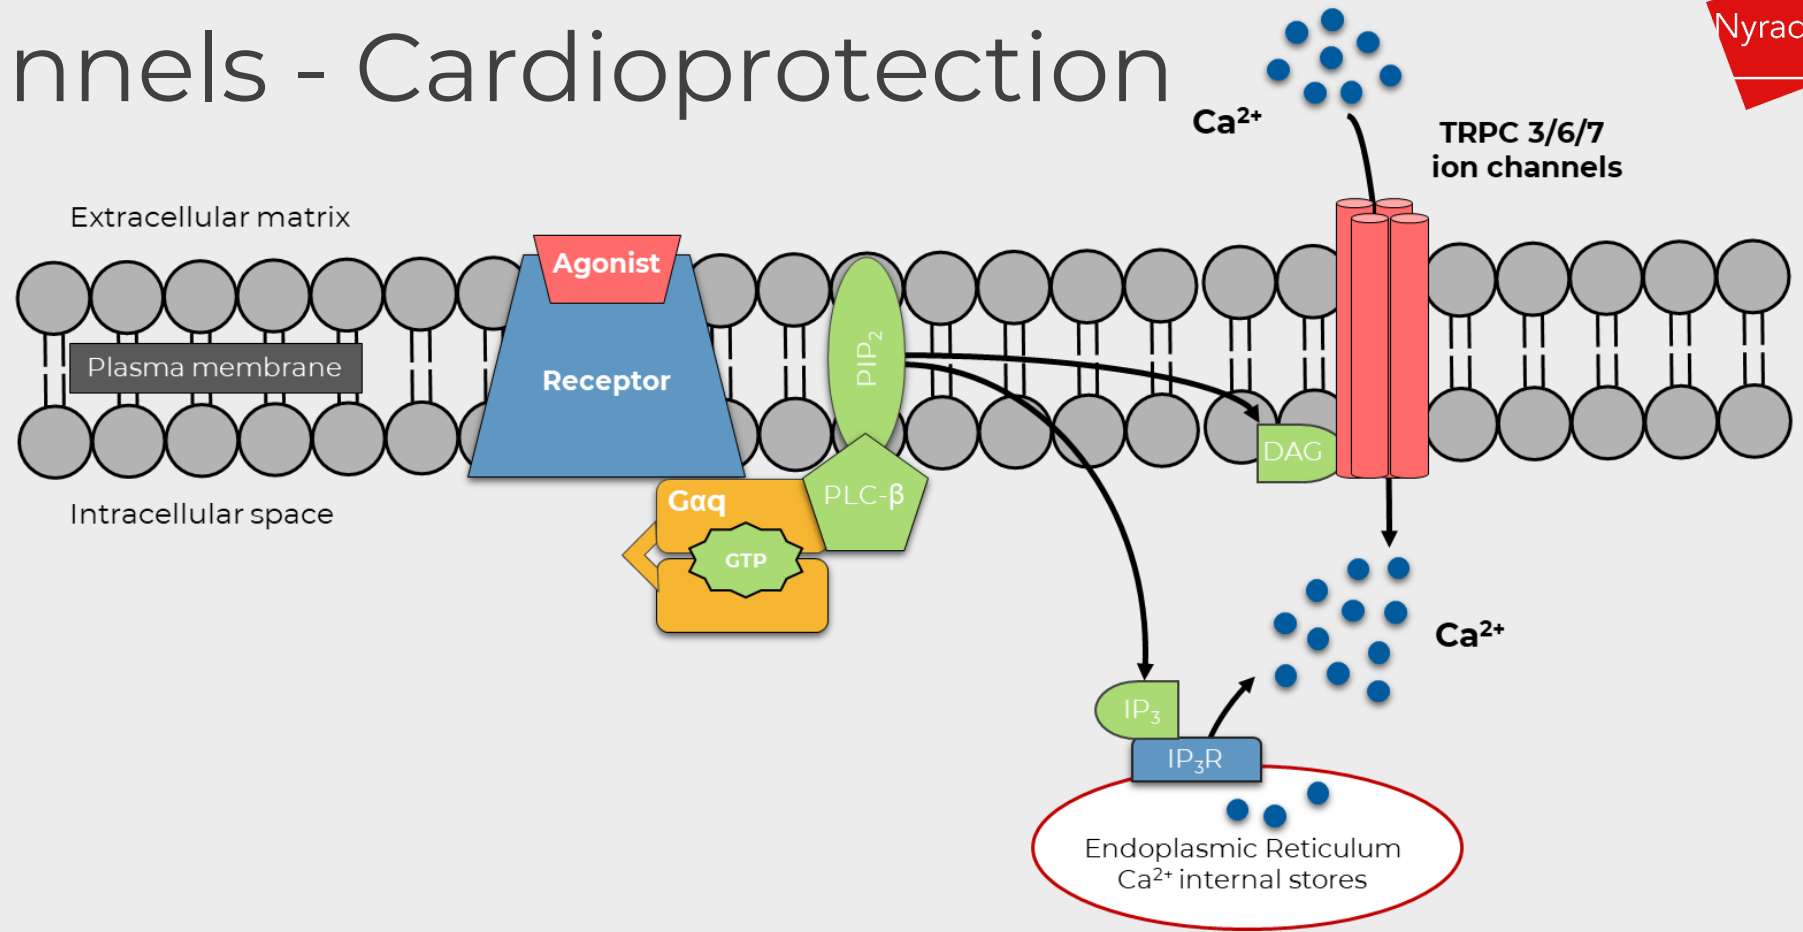 nnels - Cardioprotection
Nyrad
Ca²⁺
TRPC 3/6/7
ion channels
Extracellular matrix
Agonist
Plasma membrane
Receptor
PIP₂
DAG
Gαq
PLC-β
Intracellular space
GTP
Ca²⁺
IP₃
IP₃R
Endoplasmic Reticulum
Ca²⁺ internal stores